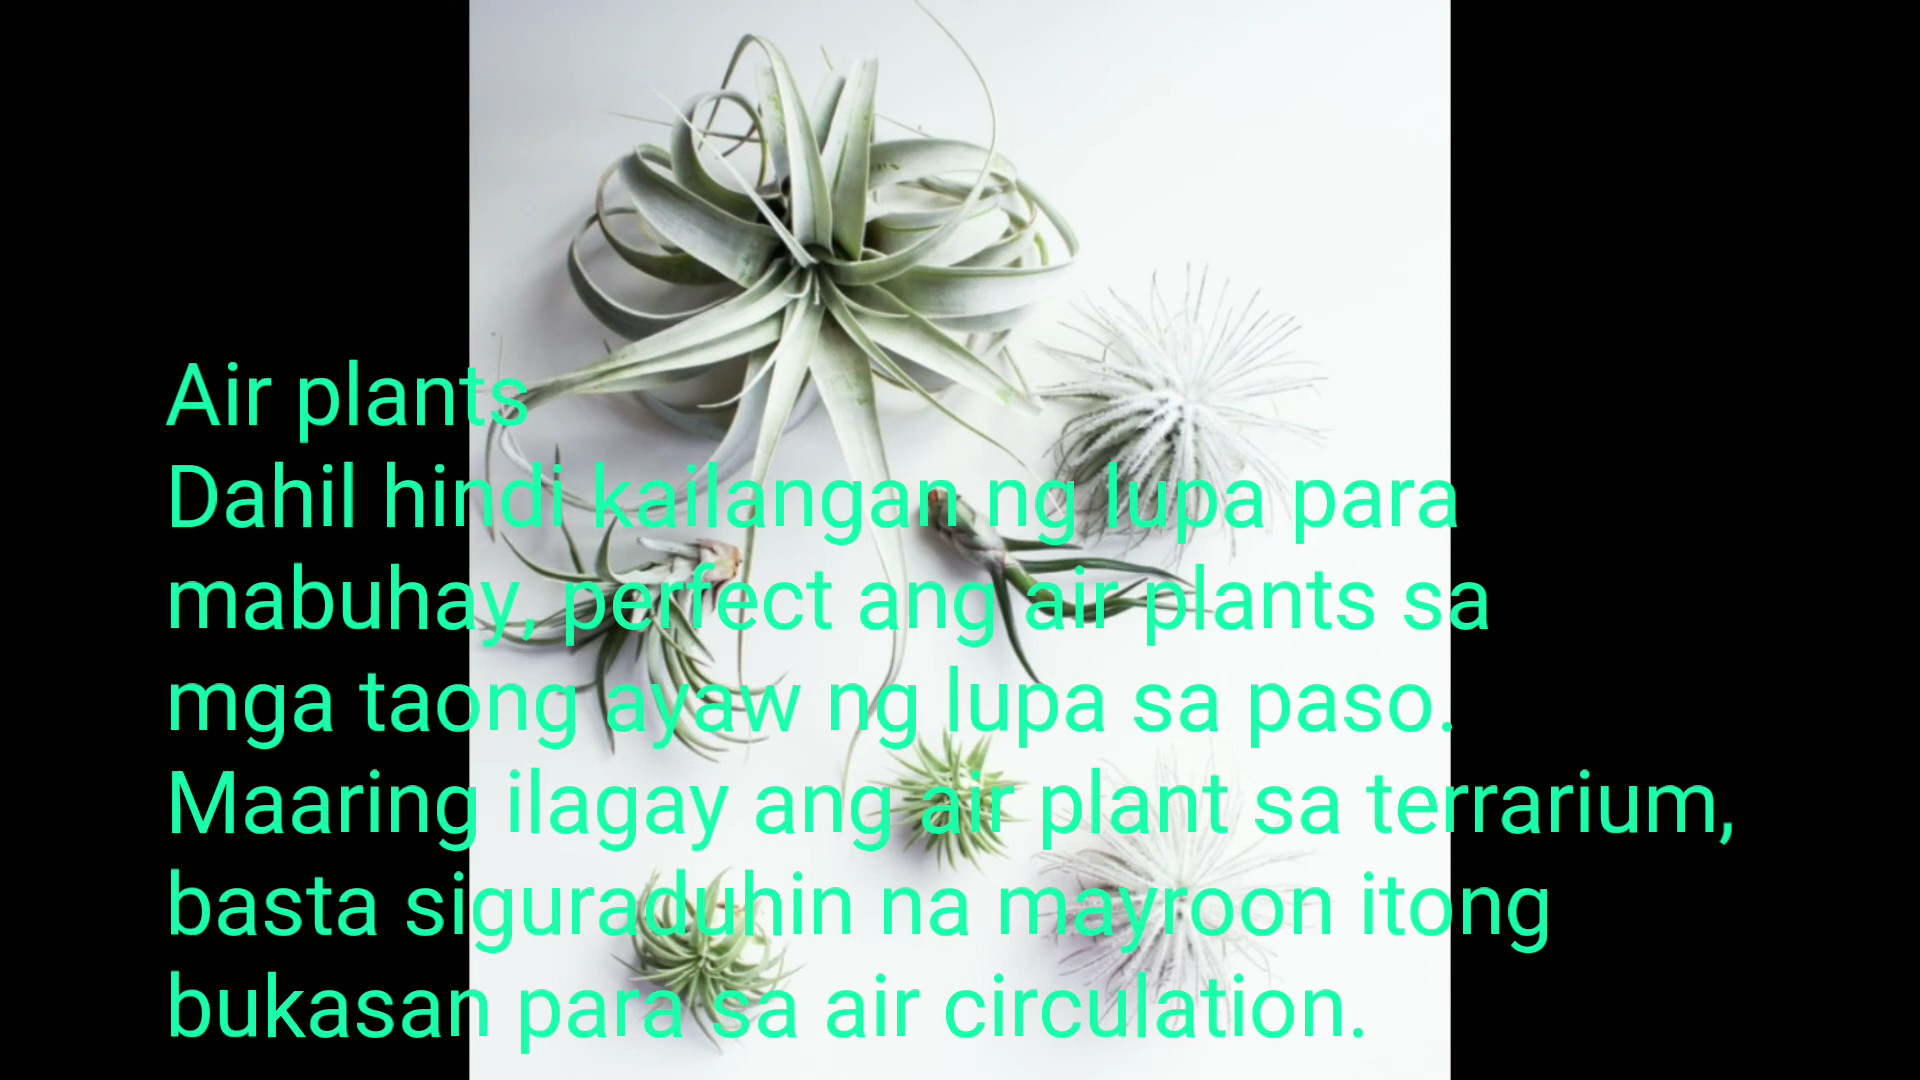 Air plants
Dahil hindi kailangan ng lupa para
mabuhay, perfect ang air plants sa
mga taong ayaw ng lupa sa paso.
Maaring ilagay ang air plant sa terrarium,
basta siguraduhin na mayroon itong
bukasan para sa air circulation.